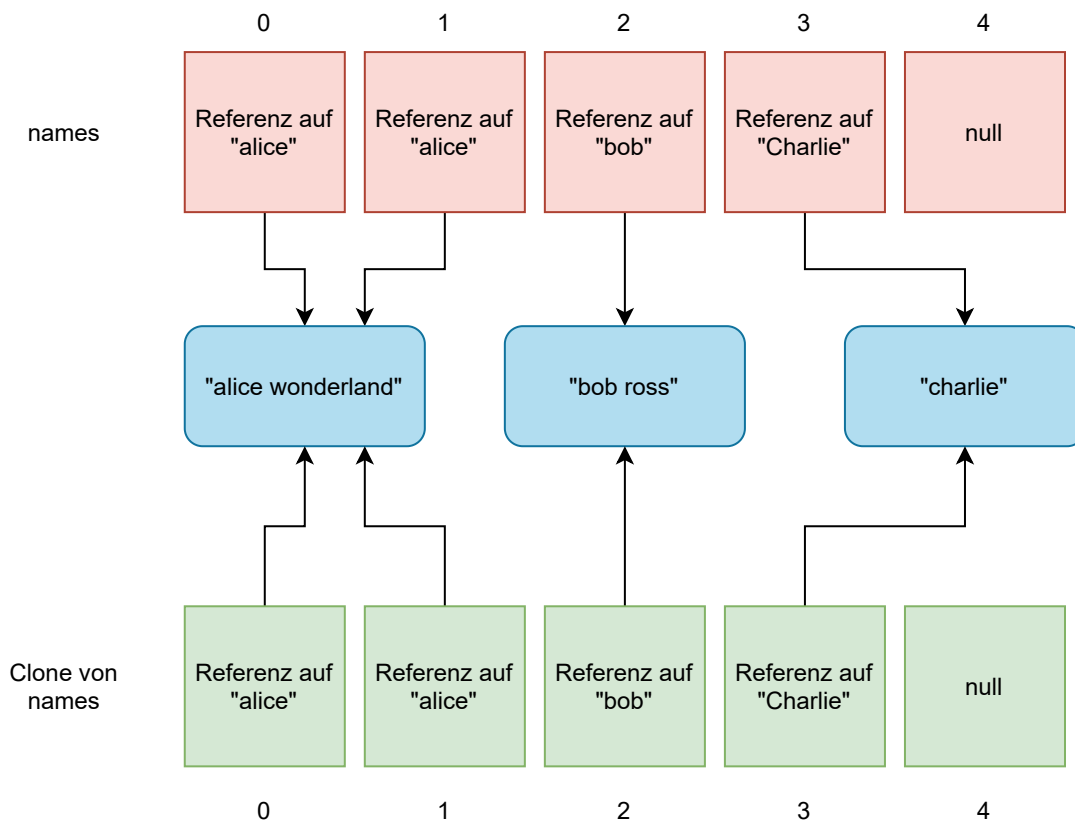 0 1 2 3 4
names
Referenz auf
"alice"
Referenz auf
"alice"
Referenz auf
"bob"
Referenz auf
"Charlie"
null
"alice wonderland"
"bob ross"
"charlie"
Clone von
names
Referenz auf
"alice"
Referenz auf
"alice"
Referenz auf
"bob"
Referenz auf
"Charlie"
null
0 1 2 3 4